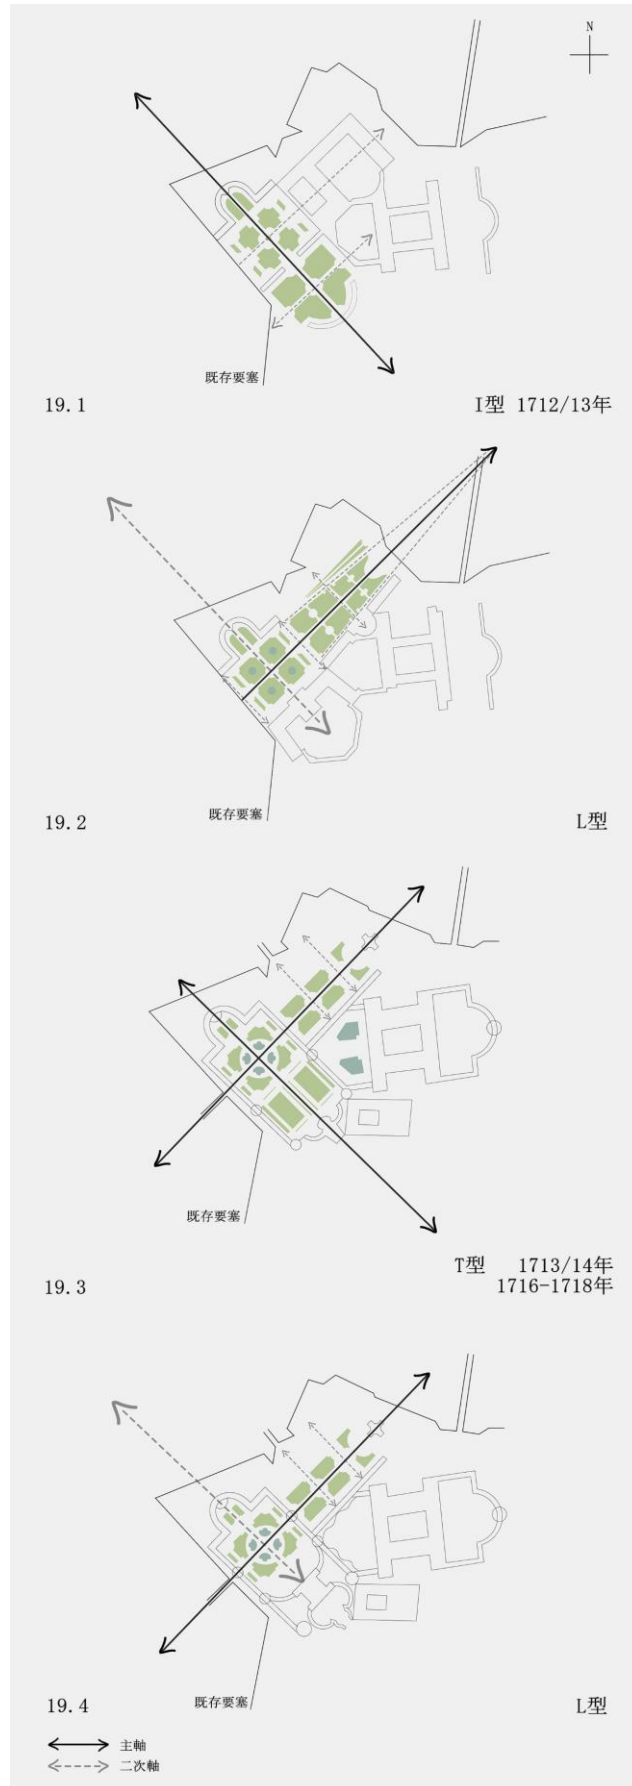 N
既存要塞
19.1
I型 1712/13年
既存要塞
19.2
L型
既存要塞
T型 1713/14年
19.3
1716-1718年
19.4
既存要塞
L型
主軸
二次軸